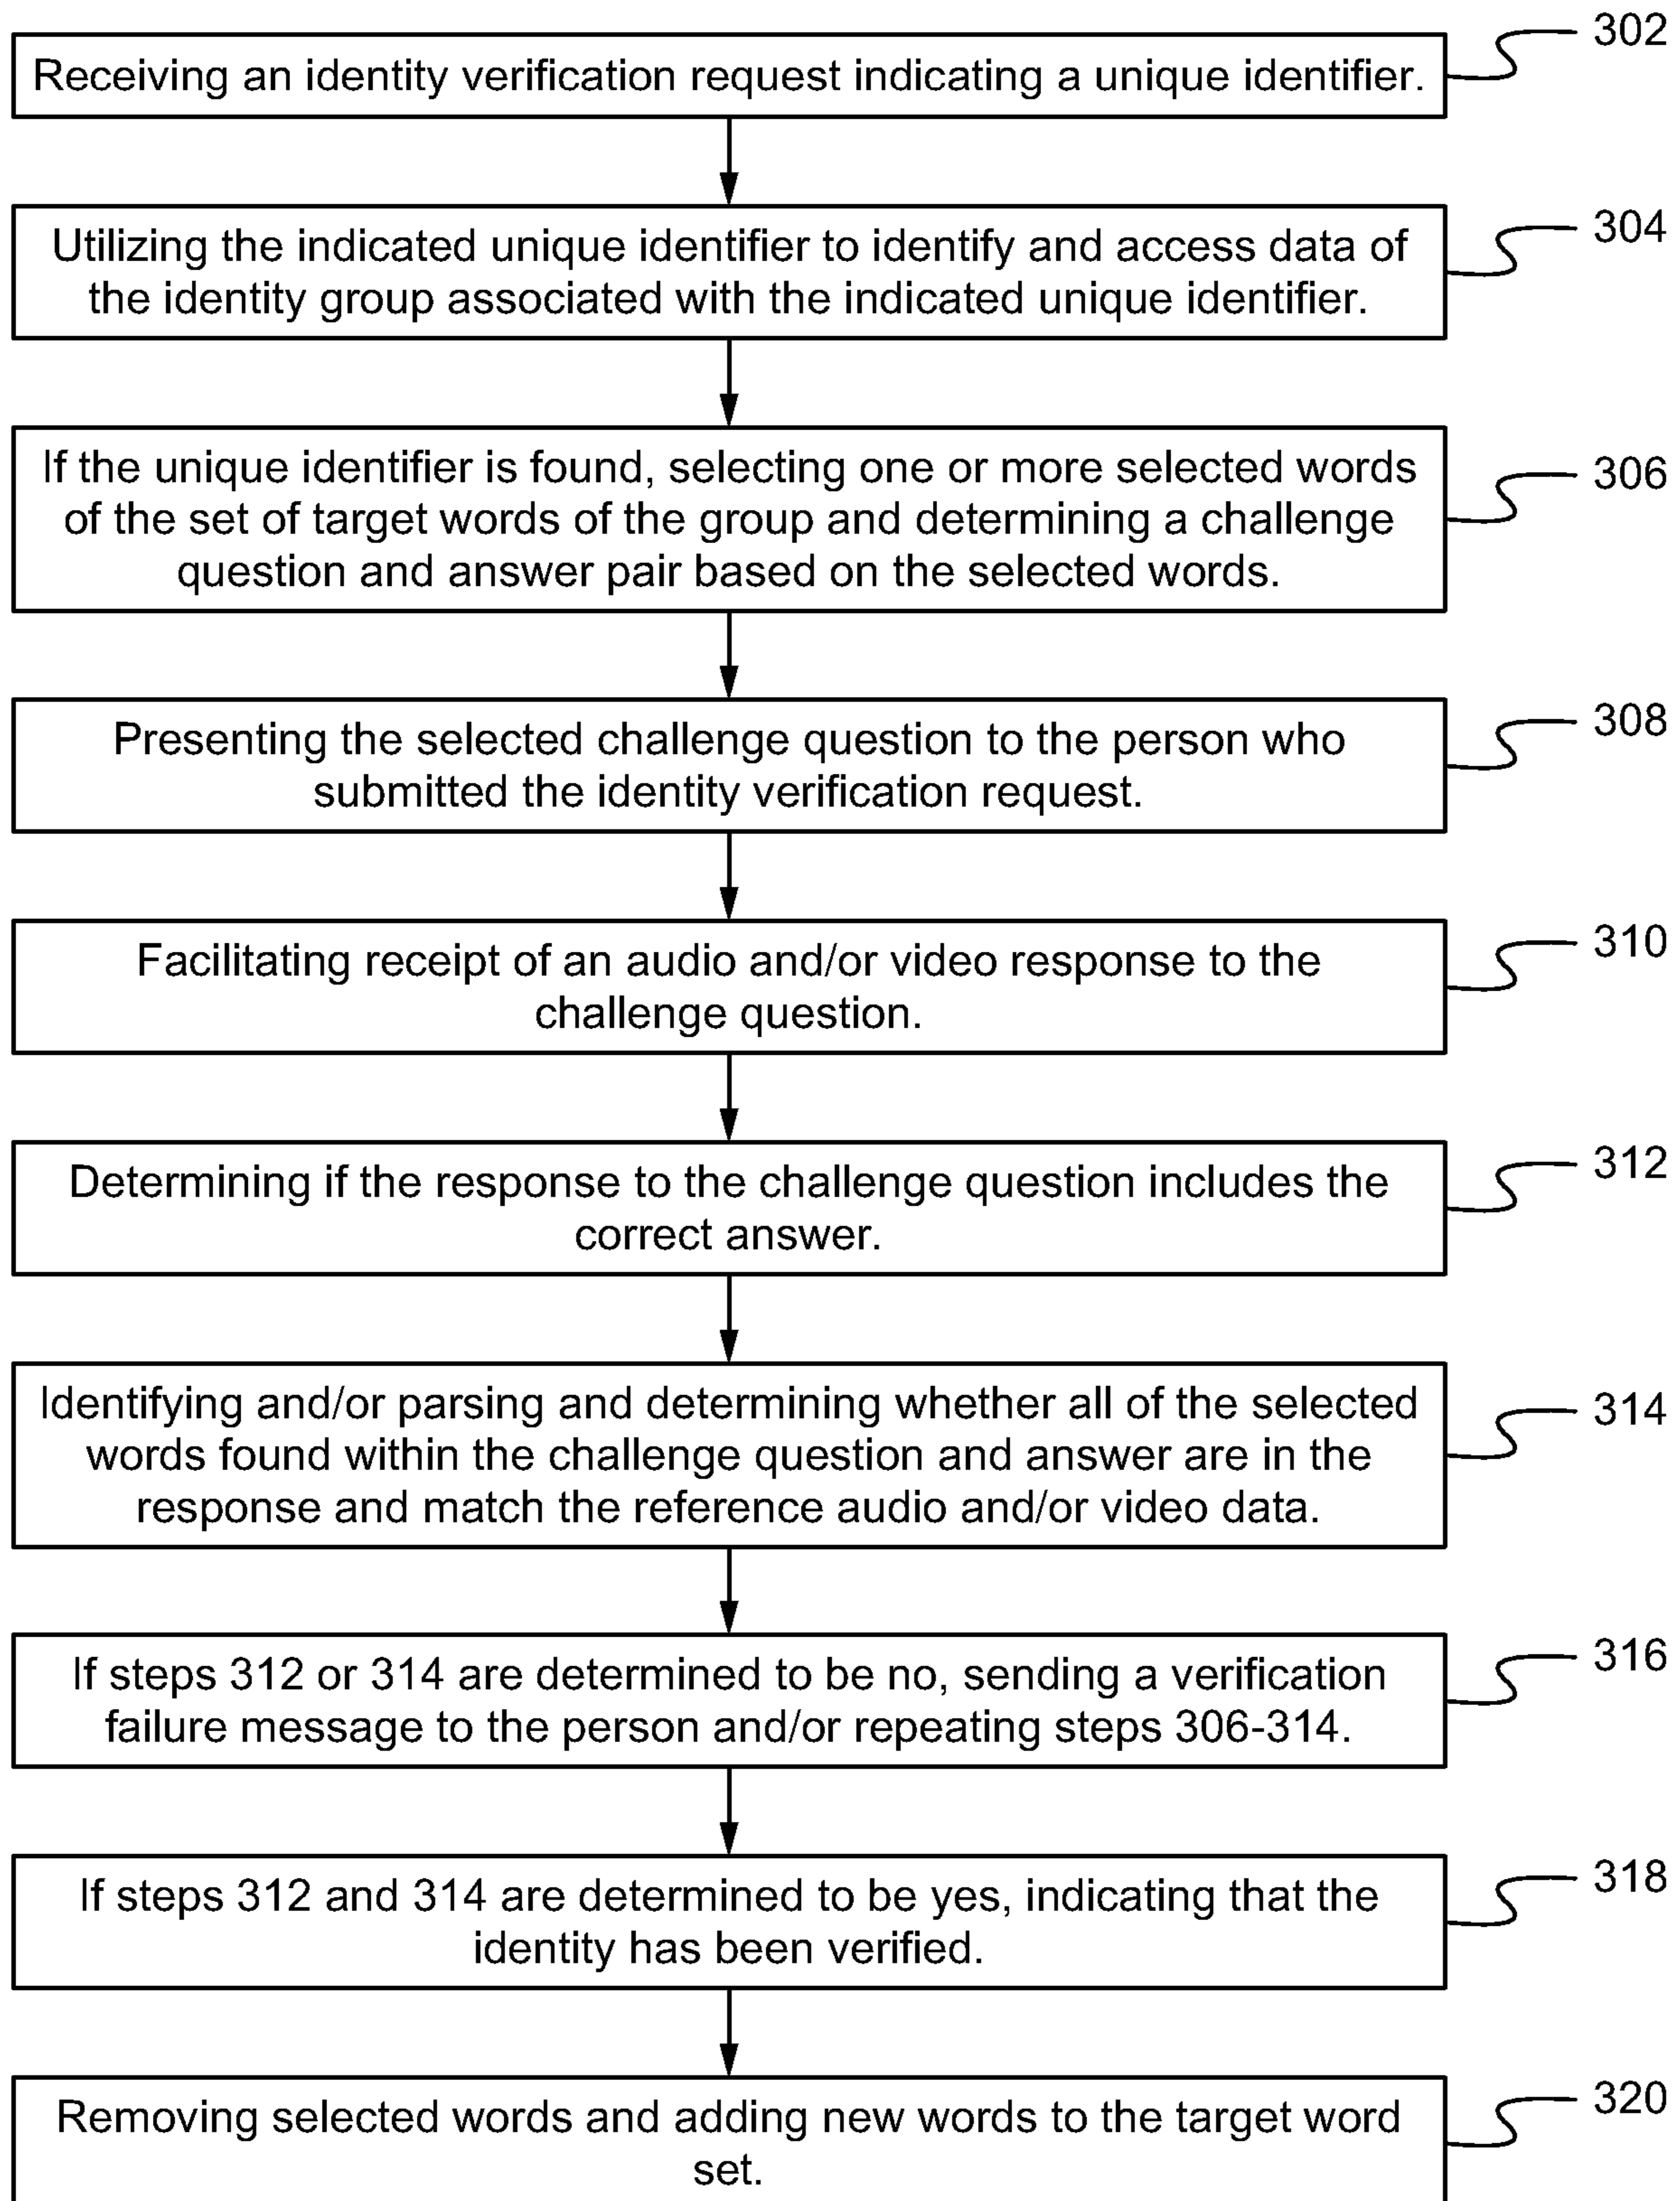 302
Receiving an identity verification request indicating a unique identifier.
304
Utilizing the indicated unique identifier to identify and access data of
the identity group associated with the indicated unique identifier.
306
If the unique identifier is found, selecting one or more selected words
of the set of target words of the group and determining a challenge
question and answer pair based on the selected words.
308
Presenting the selected challenge question to the person who
submitted the identity verification request.
310
Facilitating receipt of an audio and/or video response to the
challenge question.
312
Determining if the response to the challenge question includes the
correct answer.
314
Identifying and/or parsing and determining whether all of the selected
words found within the challenge question and answer are in the
response and match the reference audio and/or video data.
316
If steps 312 or 314 are determined to be no, sending a verification
failure message to the person and/or repeating steps 306-314.
318
If steps 312 and 314 are determined to be yes, indicating that the
identity has been verified.
320
Removing selected words and adding new words to the target word
set.